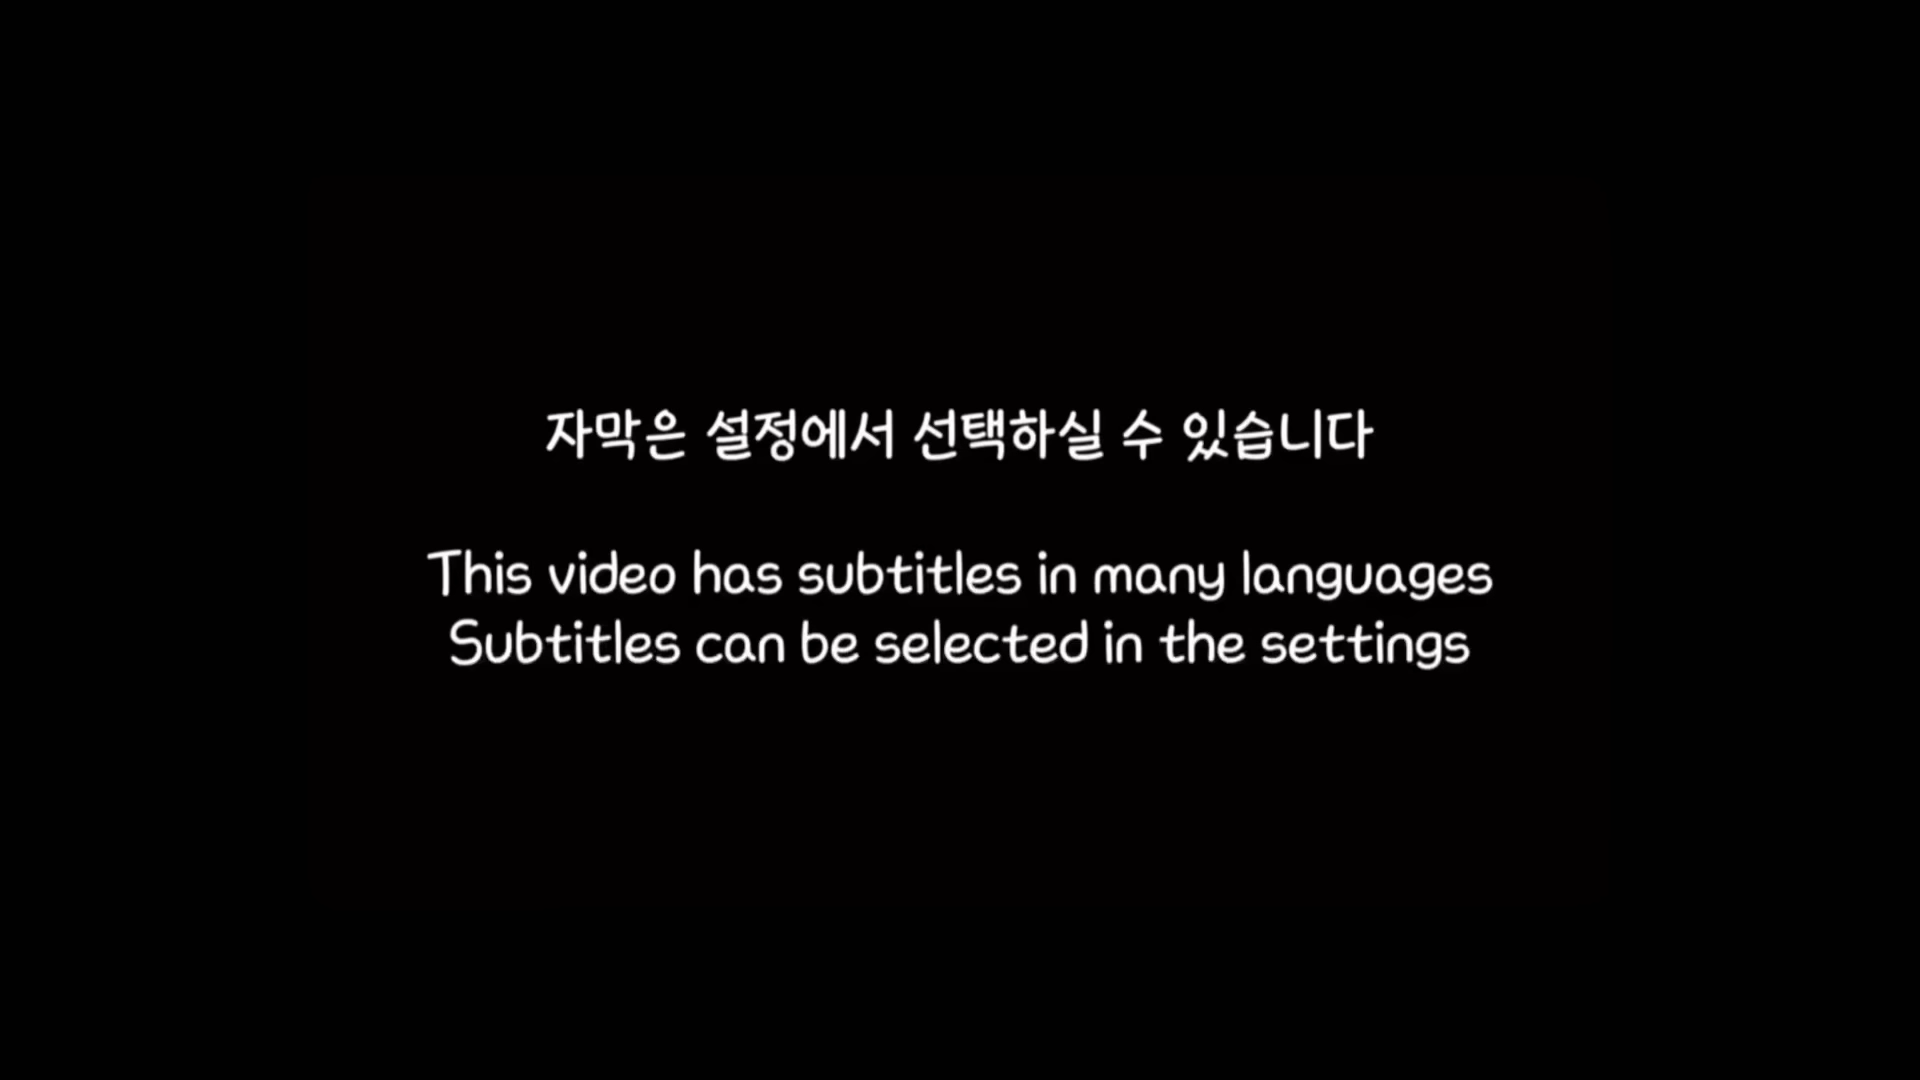 자막은 설정에서 선택하실 수 있습니다
This video has subtitles in many languages
Subtitles can be selected in the settings